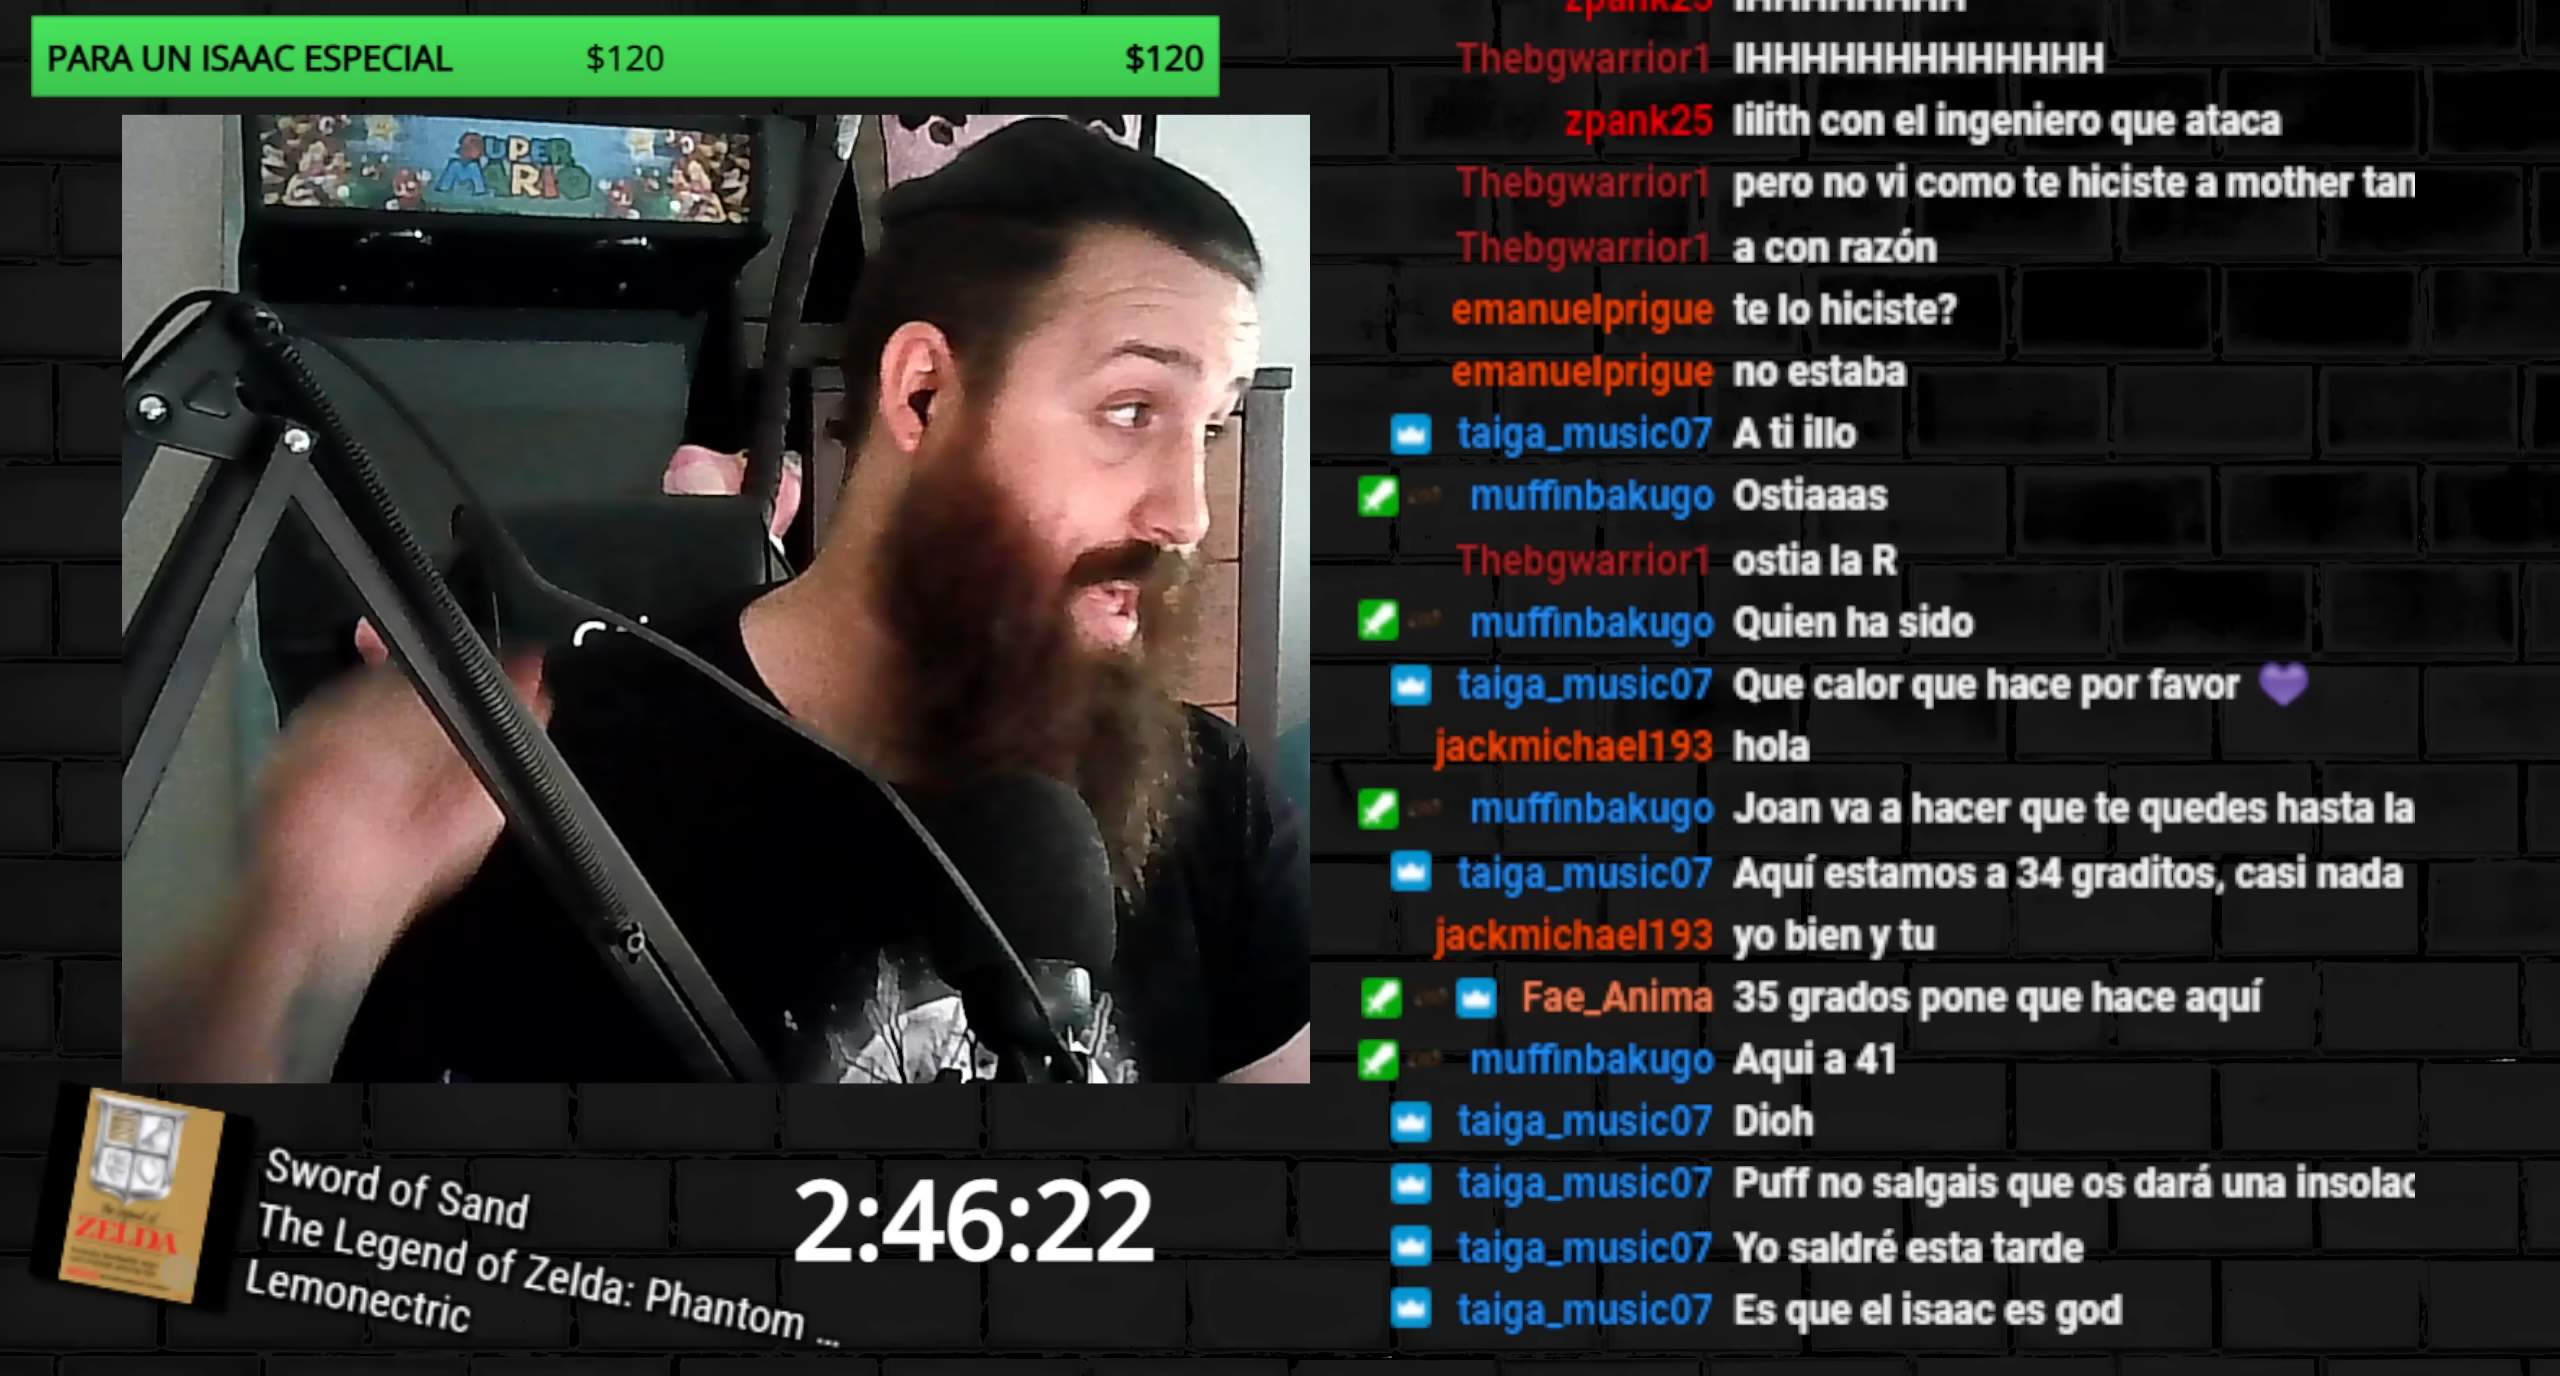 PARA UN ISAAC ESPECIAL $120 $120
SUPER
MARIO
zpank25 IHHHHHHHHH
Thebgwarrior1 IHHHHHHHHHHHHHH
zpank25 lilith con el ingeniero que ataca
Thebgwarrior1 pero no vi como te hiciste a mother tan
Thebgwarrior1 a con razón
emanuelprigue te lo hiciste?
emanuelprigue no estaba
taiga_music07 A ti illo
muffinbakugo Ostiaaas
Thebgwarrior1 ostia la R
muffinbakugo Quien ha sido
taiga_music07 Que calor que hace por favor 💜
jackmichael193 hola
muffinbakugo Joan va a hacer que te quedes hasta la
taiga_music07 Aquí estamos a 34 graditos, casi nada
jackmichael193 yo bien y tu
Fae_Anima 35 grados pone que hace aquí
muffinbakugo Aqui a 41
taiga_music07 Dioh
taiga_music07 Puff no salgais que os dará una insolac
taiga_music07 Yo saldré esta tarde
taiga_music07 Es que el isaac es god
The Legend of
ZELDA
Sword of Sand
The Legend of Zelda: Phantom ...
Lemonectric
2:46:22